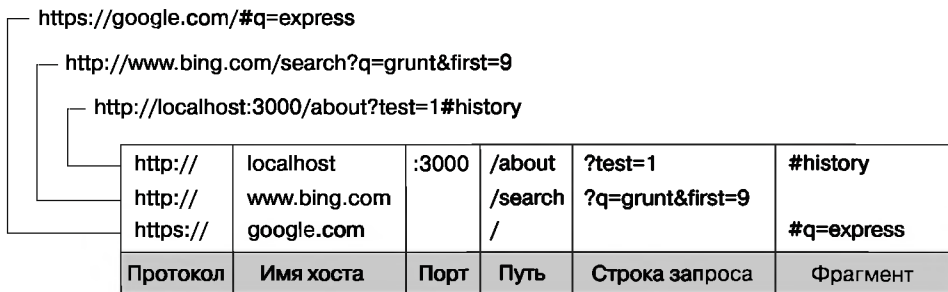 https://google.com/#q=express
http://www.bing.com/search?q=grunt&first=9
http://localhost:3000/about?test=1#history
http:// localhost :3000 /about ?test=1 #history
http:// www.bing.com /search ?q=grunt&first=9
https:// google.com / #q=express
Протокол Имя хоста Порт Путь Строка запроса Фрагмент